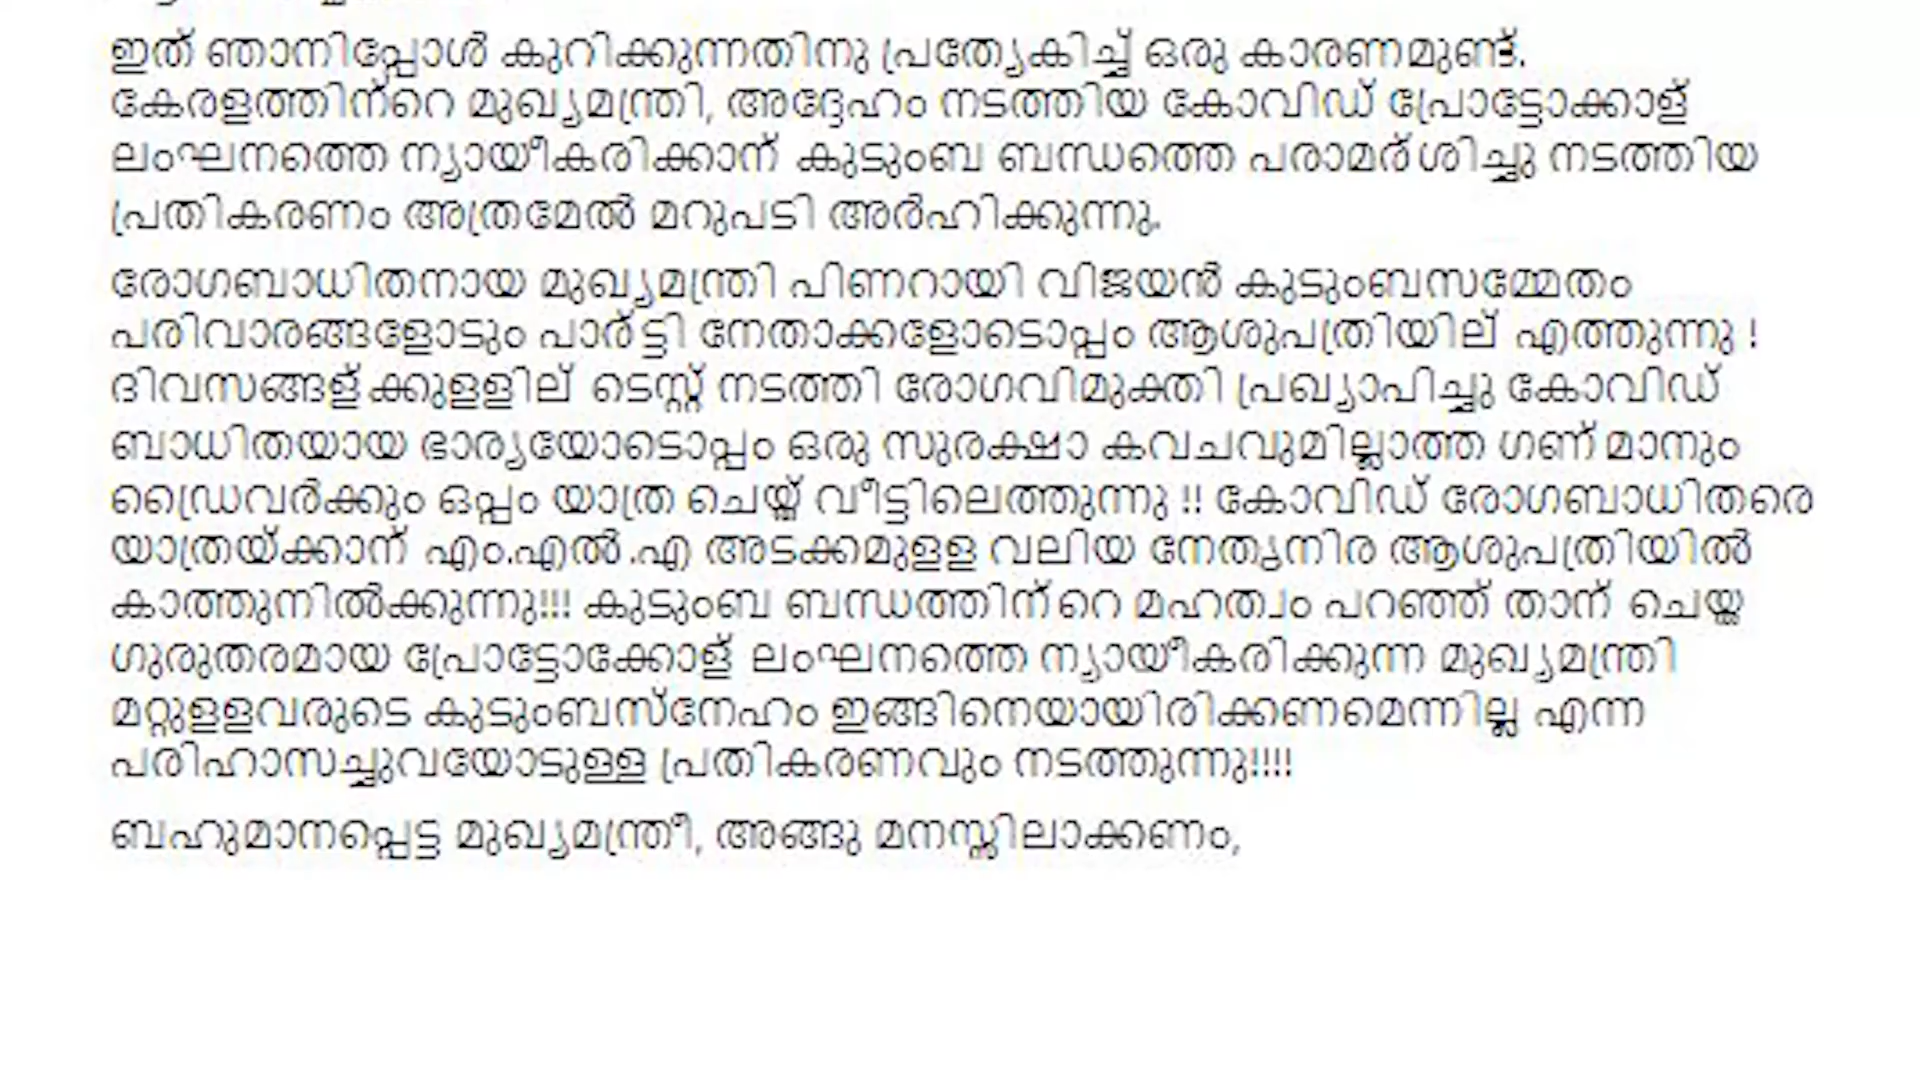 ഇത് ഞാനിപ്പോൾ കുറിക്കുന്നതിനു പ്രത്യേകിച്ച് ഒരു കാരണമുണ്ട്.
കേരളത്തിന്റെ മുഖ്യമന്ത്രി, അദ്ദേഹം നടത്തിയ കോവിഡ് പ്രോട്ടോക്കാള്
ലംഘനത്തെ ന്യായീകരിക്കാന് കുടുംബ ബന്ധത്തെ പരാമര്ശിച്ചു നടത്തിയ
പ്രതികരണം അത്രമേൽ മറുപടി അർഹിക്കുന്നു.
രോഗബാധിതനായ മുഖ്യമന്ത്രി പിണറായി വിജയൻ കുടുംബസമ്മേതം
പരിവാരങ്ങളോടും പാര്ട്ടി നേതാക്കളോടൊപ്പം ആശുപത്രിയില് എത്തുന്നു !
ദിവസങ്ങള്ക്കുളളില് ടെസ്റ്റ് നടത്തി രോഗവിമുക്തി പ്രഖ്യാപിച്ചു കോവിഡ്
ബാധിതയായ ഭാര്യയോടൊപ്പം ഒരു സുരക്ഷാ കവചവുമില്ലാത്ത ഗണ്മാനും
ഡ്രൈവർക്കും ഒപ്പം യാത്ര ചെയ്ത് വീട്ടിലെത്തുന്നു !! കോവിഡ് രോഗബാധിതരെ
യാത്രയ്ക്കാന് എം.എൽ.എ അടക്കമുളള വലിയ നേതൃനിര ആശുപത്രിയിൽ
കാത്തുനിൽക്കുന്നു!!! കുടുംബ ബന്ധത്തിന്റെ മഹത്വം പറഞ്ഞ് താന് ചെയ്ത
ഗുരുതരമായ പ്രോട്ടോക്കോള് ലംഘനത്തെ ന്യായീകരിക്കുന്ന മുഖ്യമന്ത്രി
മറ്റുളളവരുടെ കുടുംബസ്നേഹം ഇങ്ങിനെയായിരിക്കണമെന്നില്ല എന്ന
പരിഹാസച്ചുവയോടുള്ള പ്രതികരണവും നടത്തുന്നു!!!!
ബഹുമാനപ്പെട്ട മുഖ്യമന്ത്രീ, അങ്ങു മനസ്സിലാക്കണം,